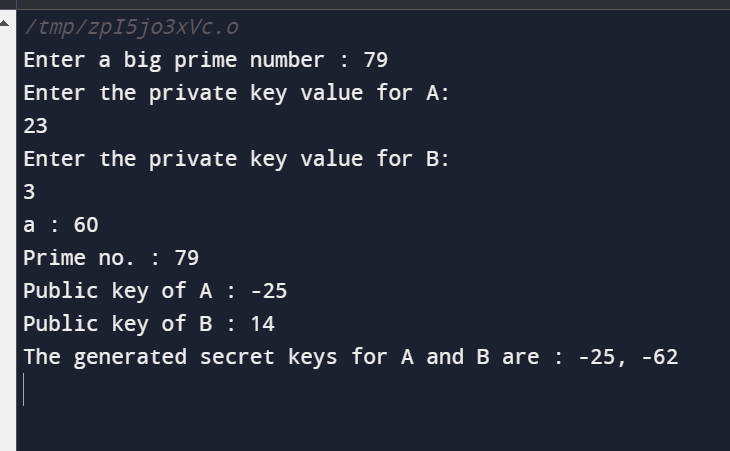 /tmp/zpI5jo3xVc.o
Enter a big prime number : 79
Enter the private key value for A:
23
Enter the private key value for B:
3
a : 60
Prime no. : 79
Public key of A : -25
Public key of B : 14
The generated secret keys for A and B are : -25, -62